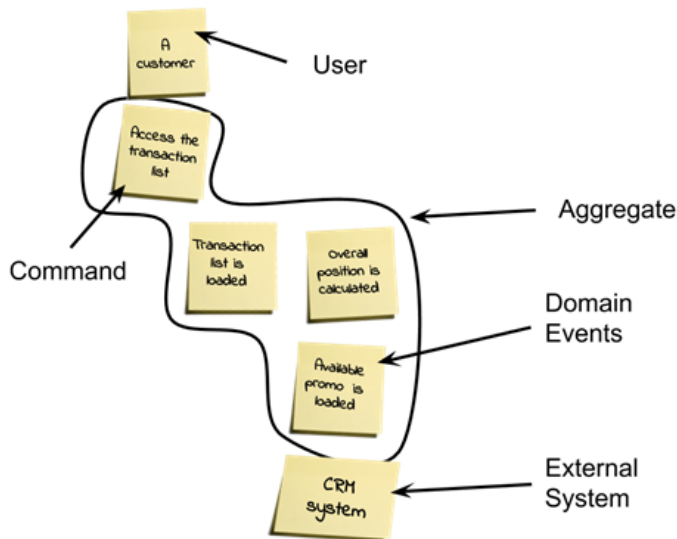 A
customer
User
Access the
transaction
list
Aggregate
Transaction
list is
loaded
Overall
position is
calculated
Command
Domain
Events
Available
promo is
loaded
External
System
CRM
system